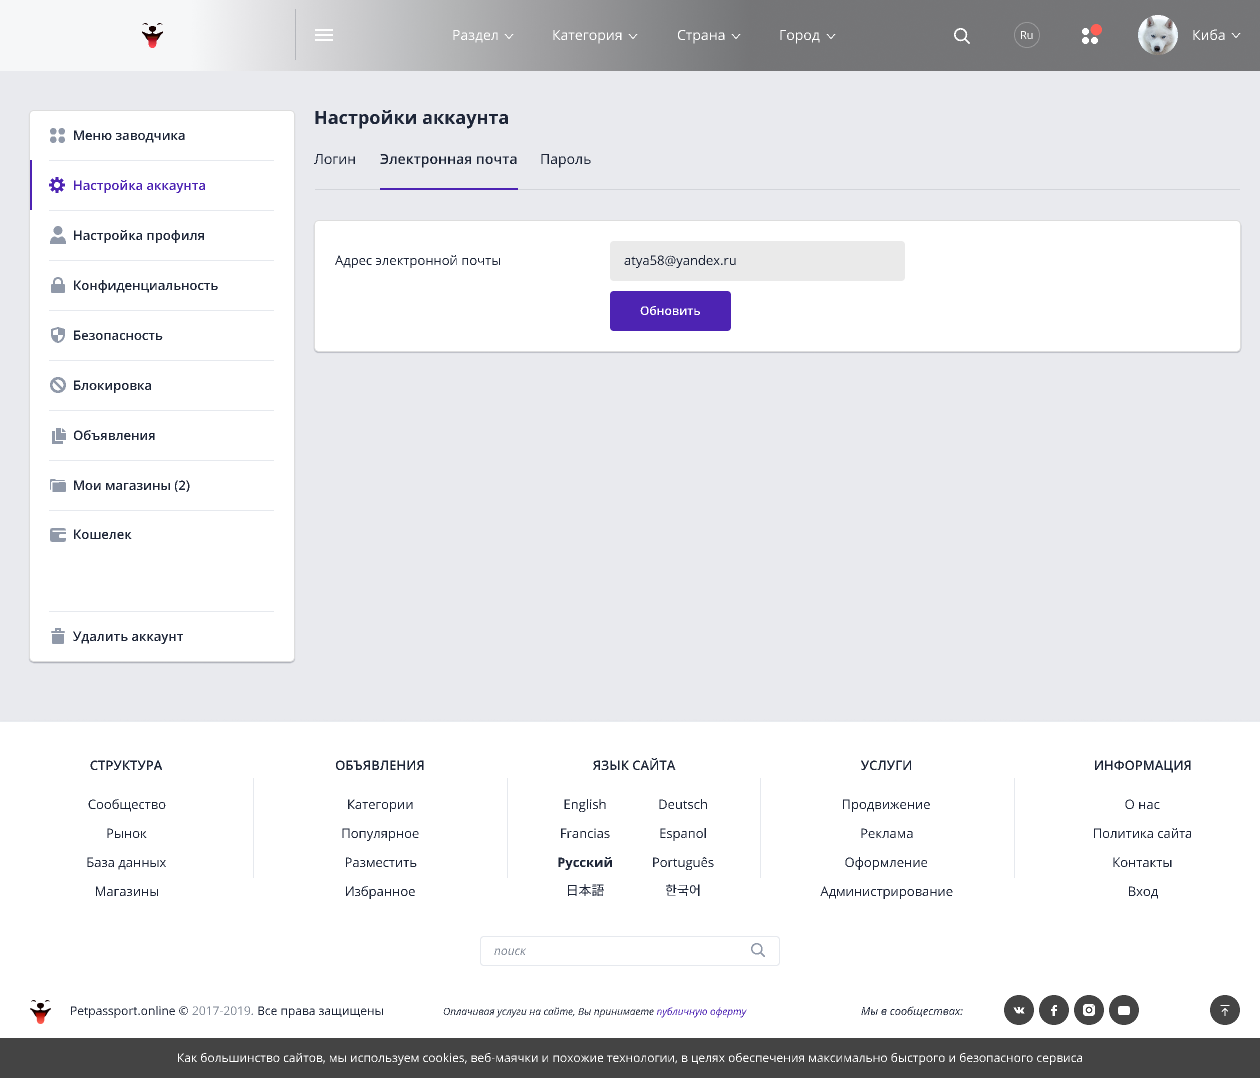 Раздел Категория Страна Город Ru Киба
Меню заводчика
Настройка аккаунта
Настройка профиля
Конфиденциальность
Безопасность
Блокировка
Объявления
Мои магазины (2)
Кошелек
Удалить аккаунт
Настройки аккаунта
Логин Электронная почта Пароль
Адрес электронной почты atya58@yandex.ru
Обновить
СТРУКТУРА
Сообщество
Рынок
База данных
Магазины
ОБЪЯВЛЕНИЯ
Категории
Популярное
Разместить
Избранное
ЯЗЫК САЙТА
English Deutsch
Francias Espanol
Русский Português
日本語 한국어
УСЛУГИ
Продвижение
Реклама
Оформление
Администрирование
ИНФОРМАЦИЯ
О нас
Политика сайта
Контакты
Вход
поиск
Petpassport.online © 2017-2019. Все права защищены
Оплачивая услуги на сайте, Вы принимаете публичную оферту
Мы в сообществах:
Как большинство сайтов, мы используем cookies, веб-маячки и похожие технологии, в целях обеспечения максимально быстрого и безопасного сервиса